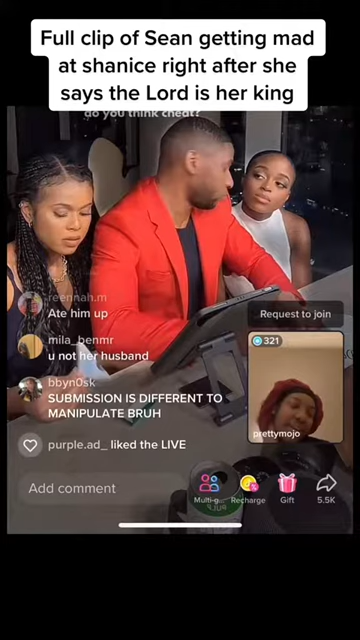 Full clip of Sean getting mad
at shanice right after she
says the Lord is her king
do you think cheat?
reennah.m
Ate him up
Request to join
mila_benmr
u not her husband
321
bbyn0sk
SUBMISSION IS DIFFERENT TO
MANIPULATE BRUH
prettymojo
purple.ad_ liked the LIVE
Add comment
Multi-g...
Recharge
Gift
5.5K